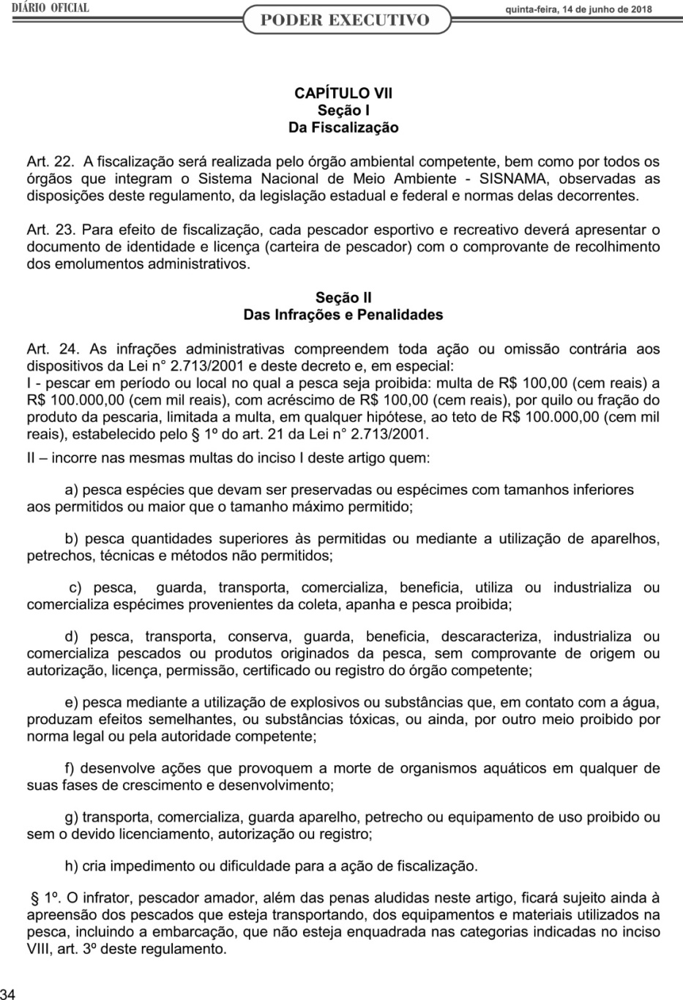 DIÁRIO OFICIAL
PODER EXECUTIVO
quinta-feira, 14 de junho de 2018
CAPÍTULO VII
Seção I
Da Fiscalização
Art. 22. A fiscalização será realizada pelo órgão ambiental competente, bem como por todos os
órgãos que integram o Sistema Nacional de Meio Ambiente - SISNAMA, observadas as
disposições deste regulamento, da legislação estadual e federal e normas delas decorrentes.
Art. 23. Para efeito de fiscalização, cada pescador esportivo e recreativo deverá apresentar o
documento de identidade e licença (carteira de pescador) com o comprovante de recolhimento
dos emolumentos administrativos.
Seção II
Das Infrações e Penalidades
Art. 24. As infrações administrativas compreendem toda ação ou omissão contrária aos
dispositivos da Lei n° 2.713/2001 e deste decreto e, em especial:
I - pescar em período ou local no qual a pesca seja proibida: multa de R$ 100,00 (cem reais) a
R$ 100.000,00 (cem mil reais), com acréscimo de R$ 100,00 (cem reais), por quilo ou fração do
produto da pescaria, limitada a multa, em qualquer hipótese, ao teto de R$ 100.000,00 (cem mil
reais), estabelecido pelo § 1º do art. 21 da Lei n° 2.713/2001.
II – incorre nas mesmas multas do inciso I deste artigo quem:
a) pesca espécies que devam ser preservadas ou espécimes com tamanhos inferiores
aos permitidos ou maior que o tamanho máximo permitido;
b) pesca quantidades superiores às permitidas ou mediante a utilização de aparelhos,
petrechos, técnicas e métodos não permitidos;
c) pesca, guarda, transporta, comercializa, beneficia, utiliza ou industrializa ou
comercializa espécimes provenientes da coleta, apanha e pesca proibida;
d) pesca, transporta, conserva, guarda, beneficia, descaracteriza, industrializa ou
comercializa pescados ou produtos originados da pesca, sem comprovante de origem ou
autorização, licença, permissão, certificado ou registro do órgão competente;
e) pesca mediante a utilização de explosivos ou substâncias que, em contato com a água,
produzam efeitos semelhantes, ou substâncias tóxicas, ou ainda, por outro meio proibido por
norma legal ou pela autoridade competente;
f) desenvolve ações que provoquem a morte de organismos aquáticos em qualquer de
suas fases de crescimento e desenvolvimento;
g) transporta, comercializa, guarda aparelho, petrecho ou equipamento de uso proibido ou
sem o devido licenciamento, autorização ou registro;
h) cria impedimento ou dificuldade para a ação de fiscalização.
§ 1º. O infrator, pescador amador, além das penas aludidas neste artigo, ficará sujeito ainda à
apreensão dos pescados que esteja transportando, dos equipamentos e materiais utilizados na
pesca, incluindo a embarcação, que não esteja enquadrada nas categorias indicadas no inciso
VIII, art. 3º deste regulamento.
34